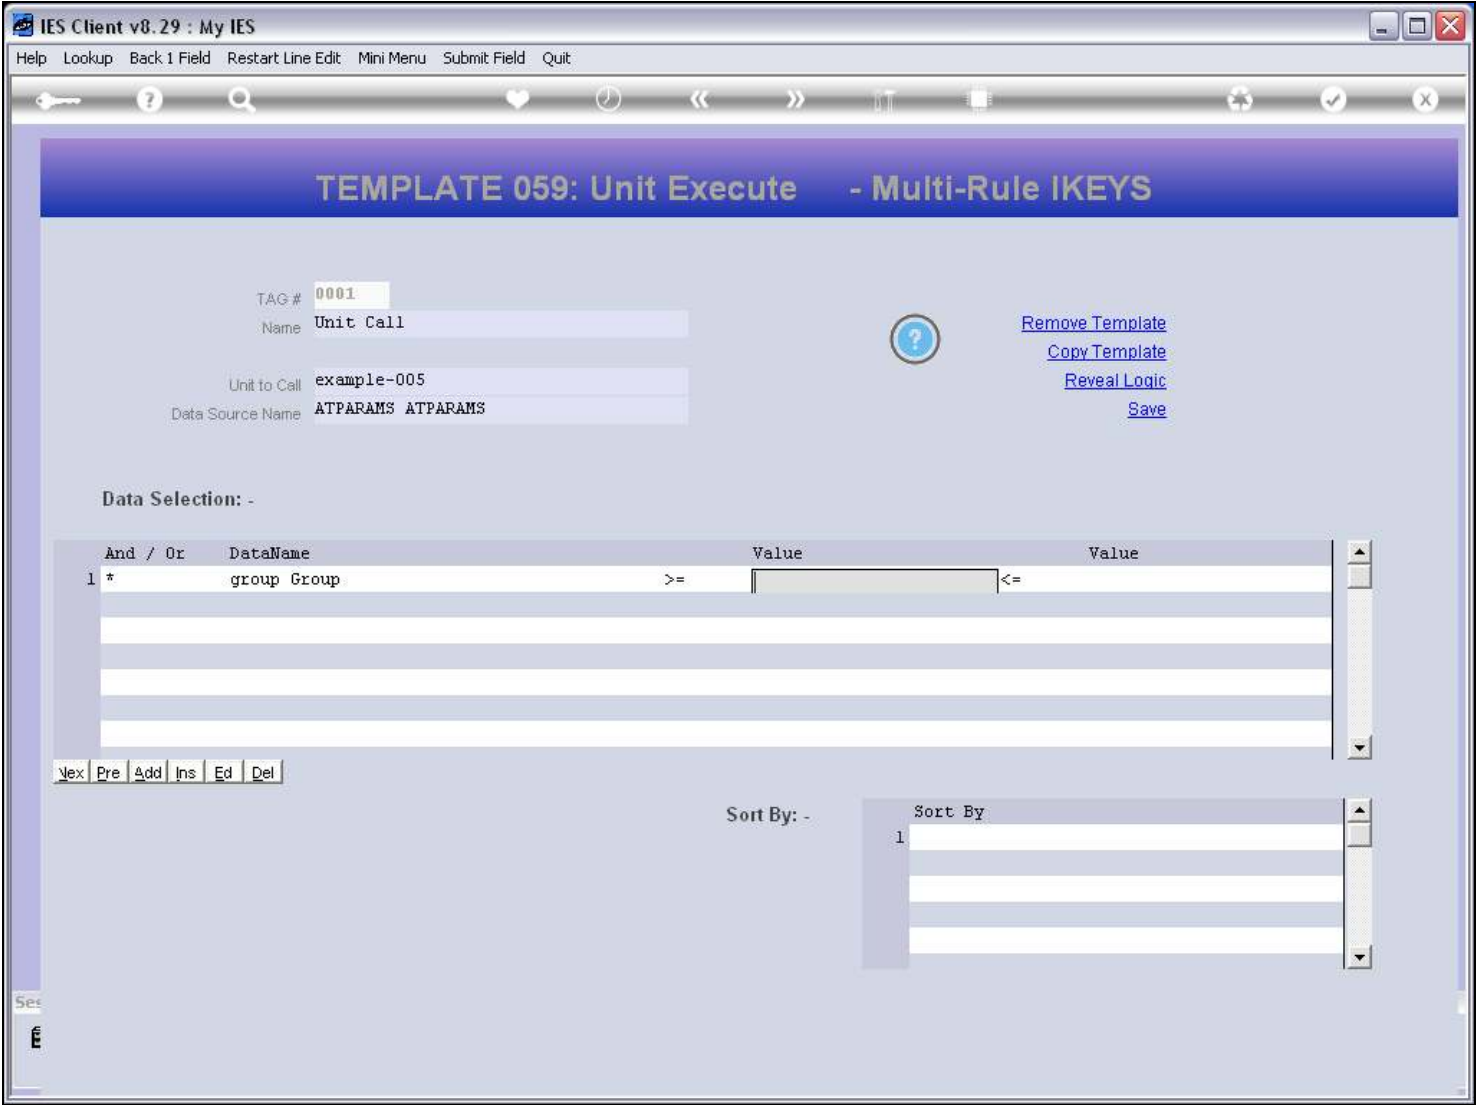 IES Client v8.29 : My IES
Help Lookup Back 1 Field Restart Line Edit Mini Menu Submit Field Quit
TEMPLATE 059: Unit Execute - Multi-Rule IKEYS
TAG # 0001
Name Unit Call
Remove Template
Copy Template
Unit to Call example-005
Reveal Logic
Data Source Name ATPARAMS ATPARAMS
Save
Data Selection: -
And / Or DataName Value Value
1 * group Group >= <=
Nex Pre Add Ins Ed Del
Sort By: -
Sort By
1
Ses